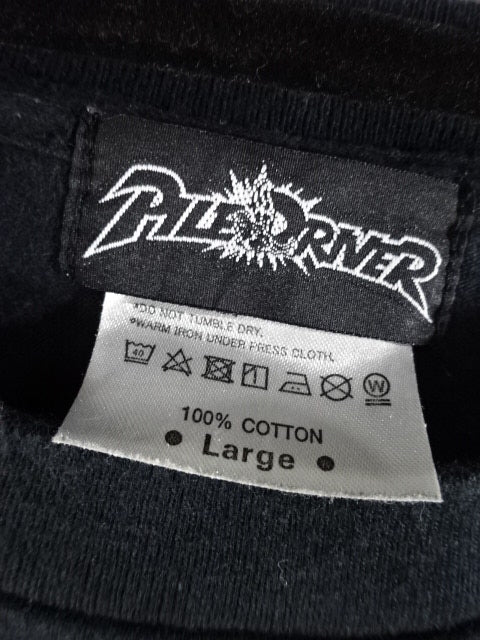 PILEDRIVER
*DO NOT TUMBLE DRY.
*WARM IRON UNDER PRESS CLOTH.
40 W
100% COTTON
• Large •